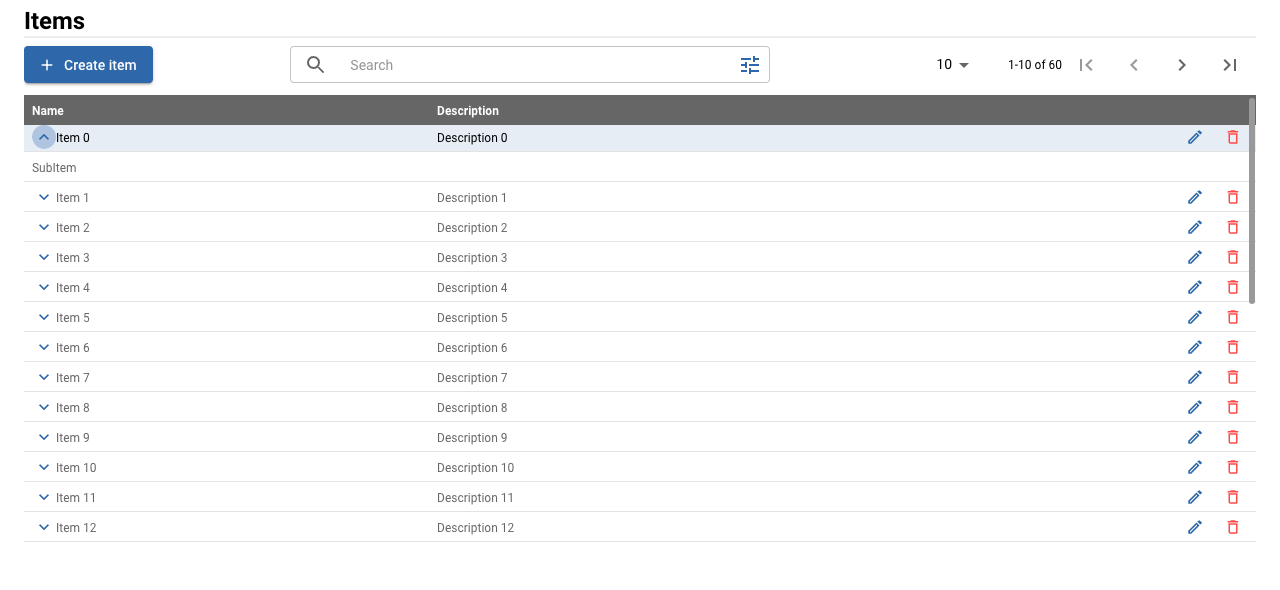 Items
Create item Search 10 1-10 of 60
Name Description
Item 0 Description 0
SubItem
Item 1 Description 1
Item 2 Description 2
Item 3 Description 3
Item 4 Description 4
Item 5 Description 5
Item 6 Description 6
Item 7 Description 7
Item 8 Description 8
Item 9 Description 9
Item 10 Description 10
Item 11 Description 11
Item 12 Description 12